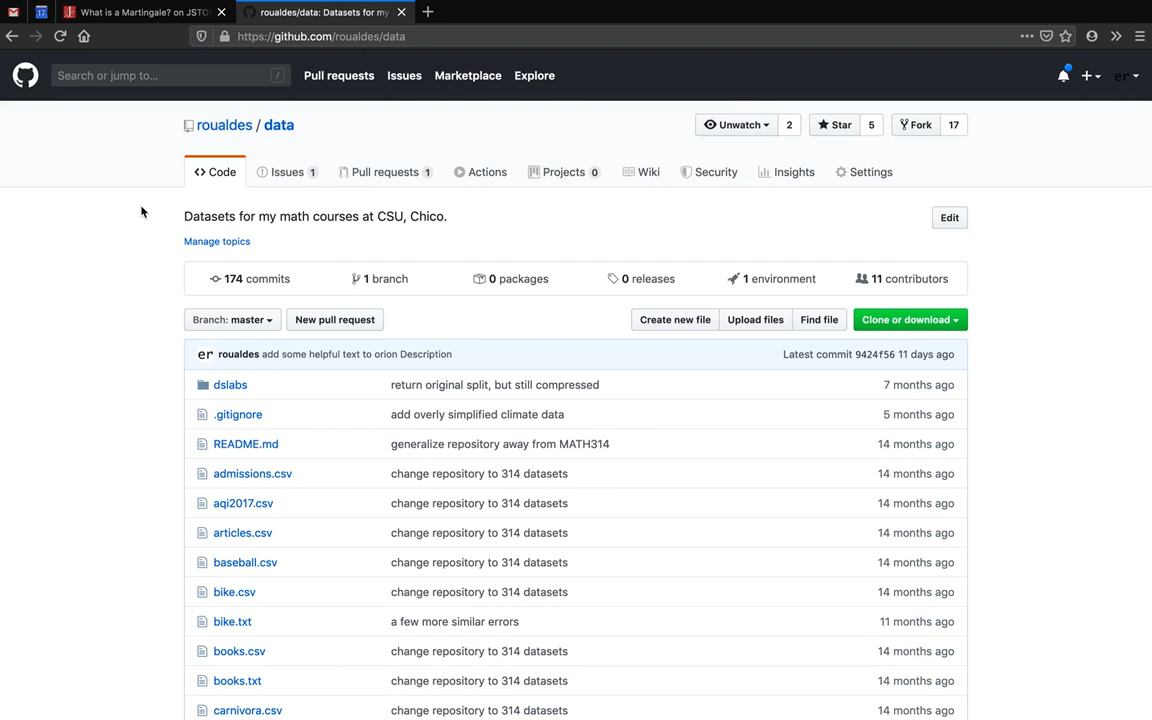 What is a Martingale? on JSTO
roualdes/data: Datasets for my
https://github.com/roualdes/data
Search or jump to...
/
Pull requests
Issues
Marketplace
Explore
er
roualdes / data
Unwatch 2
Star 5
Fork 17
Code
Issues 1
Pull requests 1
Actions
Projects 0
Wiki
Security
Insights
Settings
Datasets for my math courses at CSU, Chico.
Edit
Manage topics
174 commits
1 branch
0 packages
0 releases
1 environment
11 contributors
Branch: master
New pull request
Create new file
Upload files
Find file
Clone or download
er roualdes add some helpful text to orion Description Latest commit 9424f56 11 days ago
dslabs return original split, but still compressed 7 months ago
.gitignore add overly simplified climate data 5 months ago
README.md generalize repository away from MATH314 14 months ago
admissions.csv change repository to 314 datasets 14 months ago
aqi2017.csv change repository to 314 datasets 14 months ago
articles.csv change repository to 314 datasets 14 months ago
baseball.csv change repository to 314 datasets 14 months ago
bike.csv change repository to 314 datasets 14 months ago
bike.txt a few more similar errors 11 months ago
books.csv change repository to 314 datasets 14 months ago
books.txt change repository to 314 datasets 14 months ago
carnivora.csv change repository to 314 datasets 14 months ago